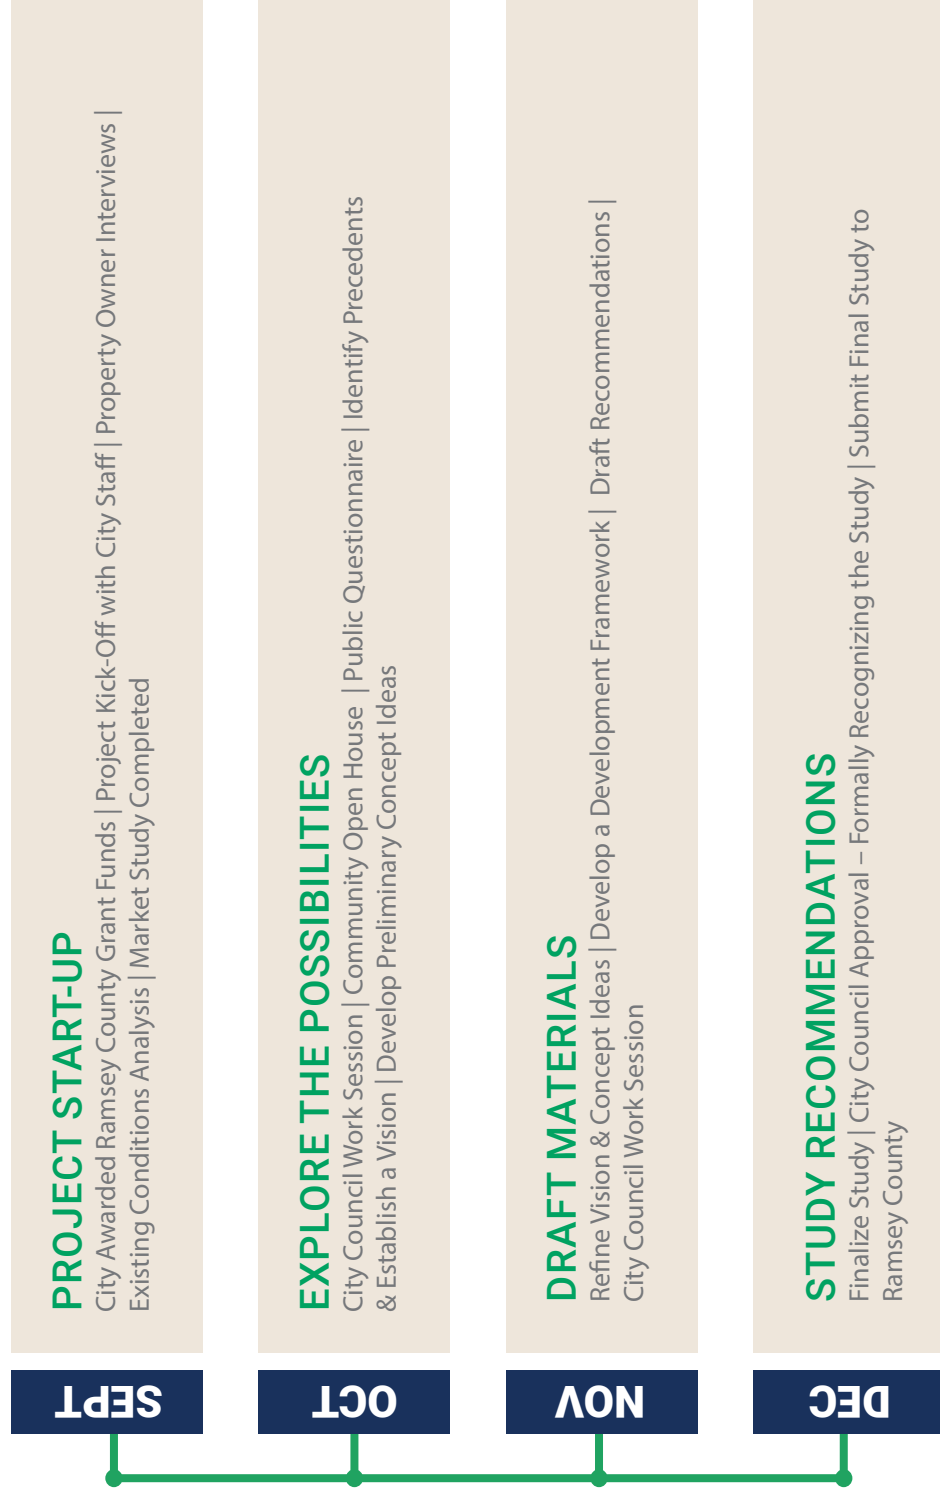 SEPT
PROJECT START-UP
City Awarded Ramsey County Grant Funds | Project Kick-Off with City Staff | Property Owner Interviews |
Existing Conditions Analysis | Market Study Completed
OCT
EXPLORE THE POSSIBILITIES
City Council Work Session | Community Open House | Public Questionnaire | Identify Precedents
& Establish a Vision | Develop Preliminary Concept Ideas
NOV
DRAFT MATERIALS
Refine Vision & Concept Ideas | Develop a Development Framework | Draft Recommendations |
City Council Work Session
DEC
STUDY RECOMMENDATIONS
Finalize Study | City Council Approval – Formally Recognizing the Study | Submit Final Study to
Ramsey County